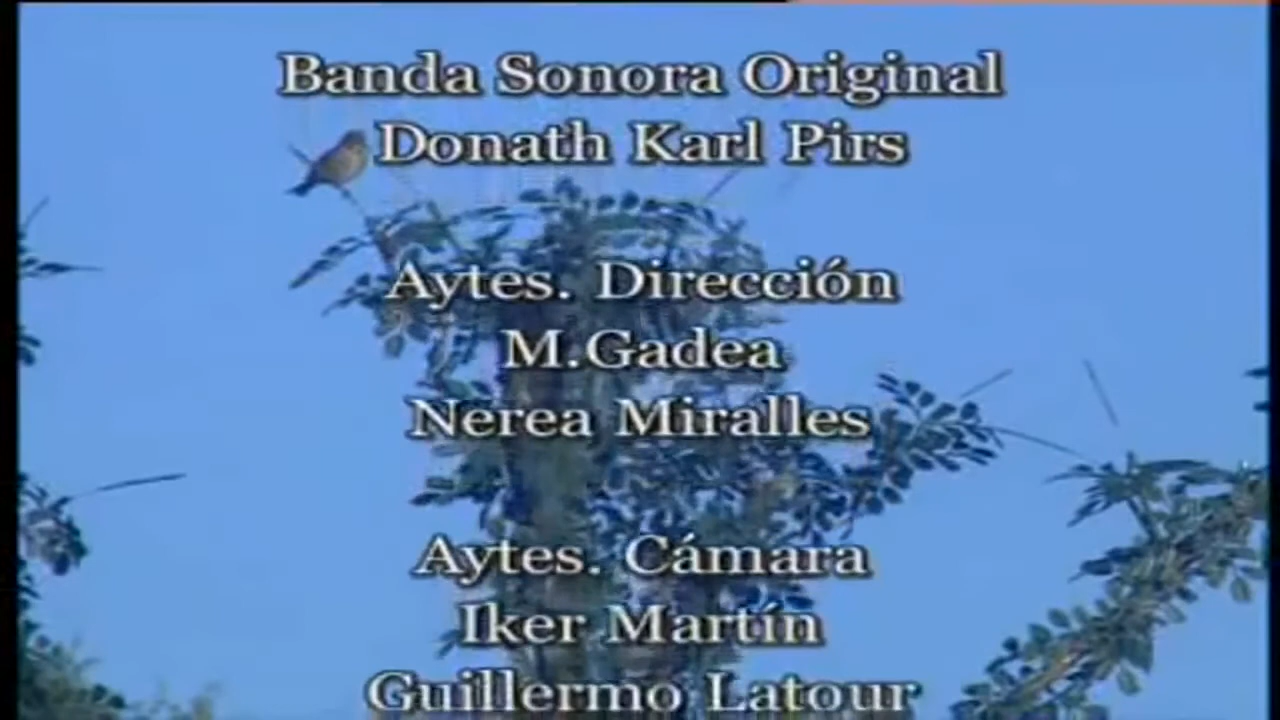 Banda Sonora Original
Donath Karl Pirs
Aytes. Dirección
M.Gadea
Nerea Miralles
Aytes. Cámara
Iker Martín
Guillermo Latour